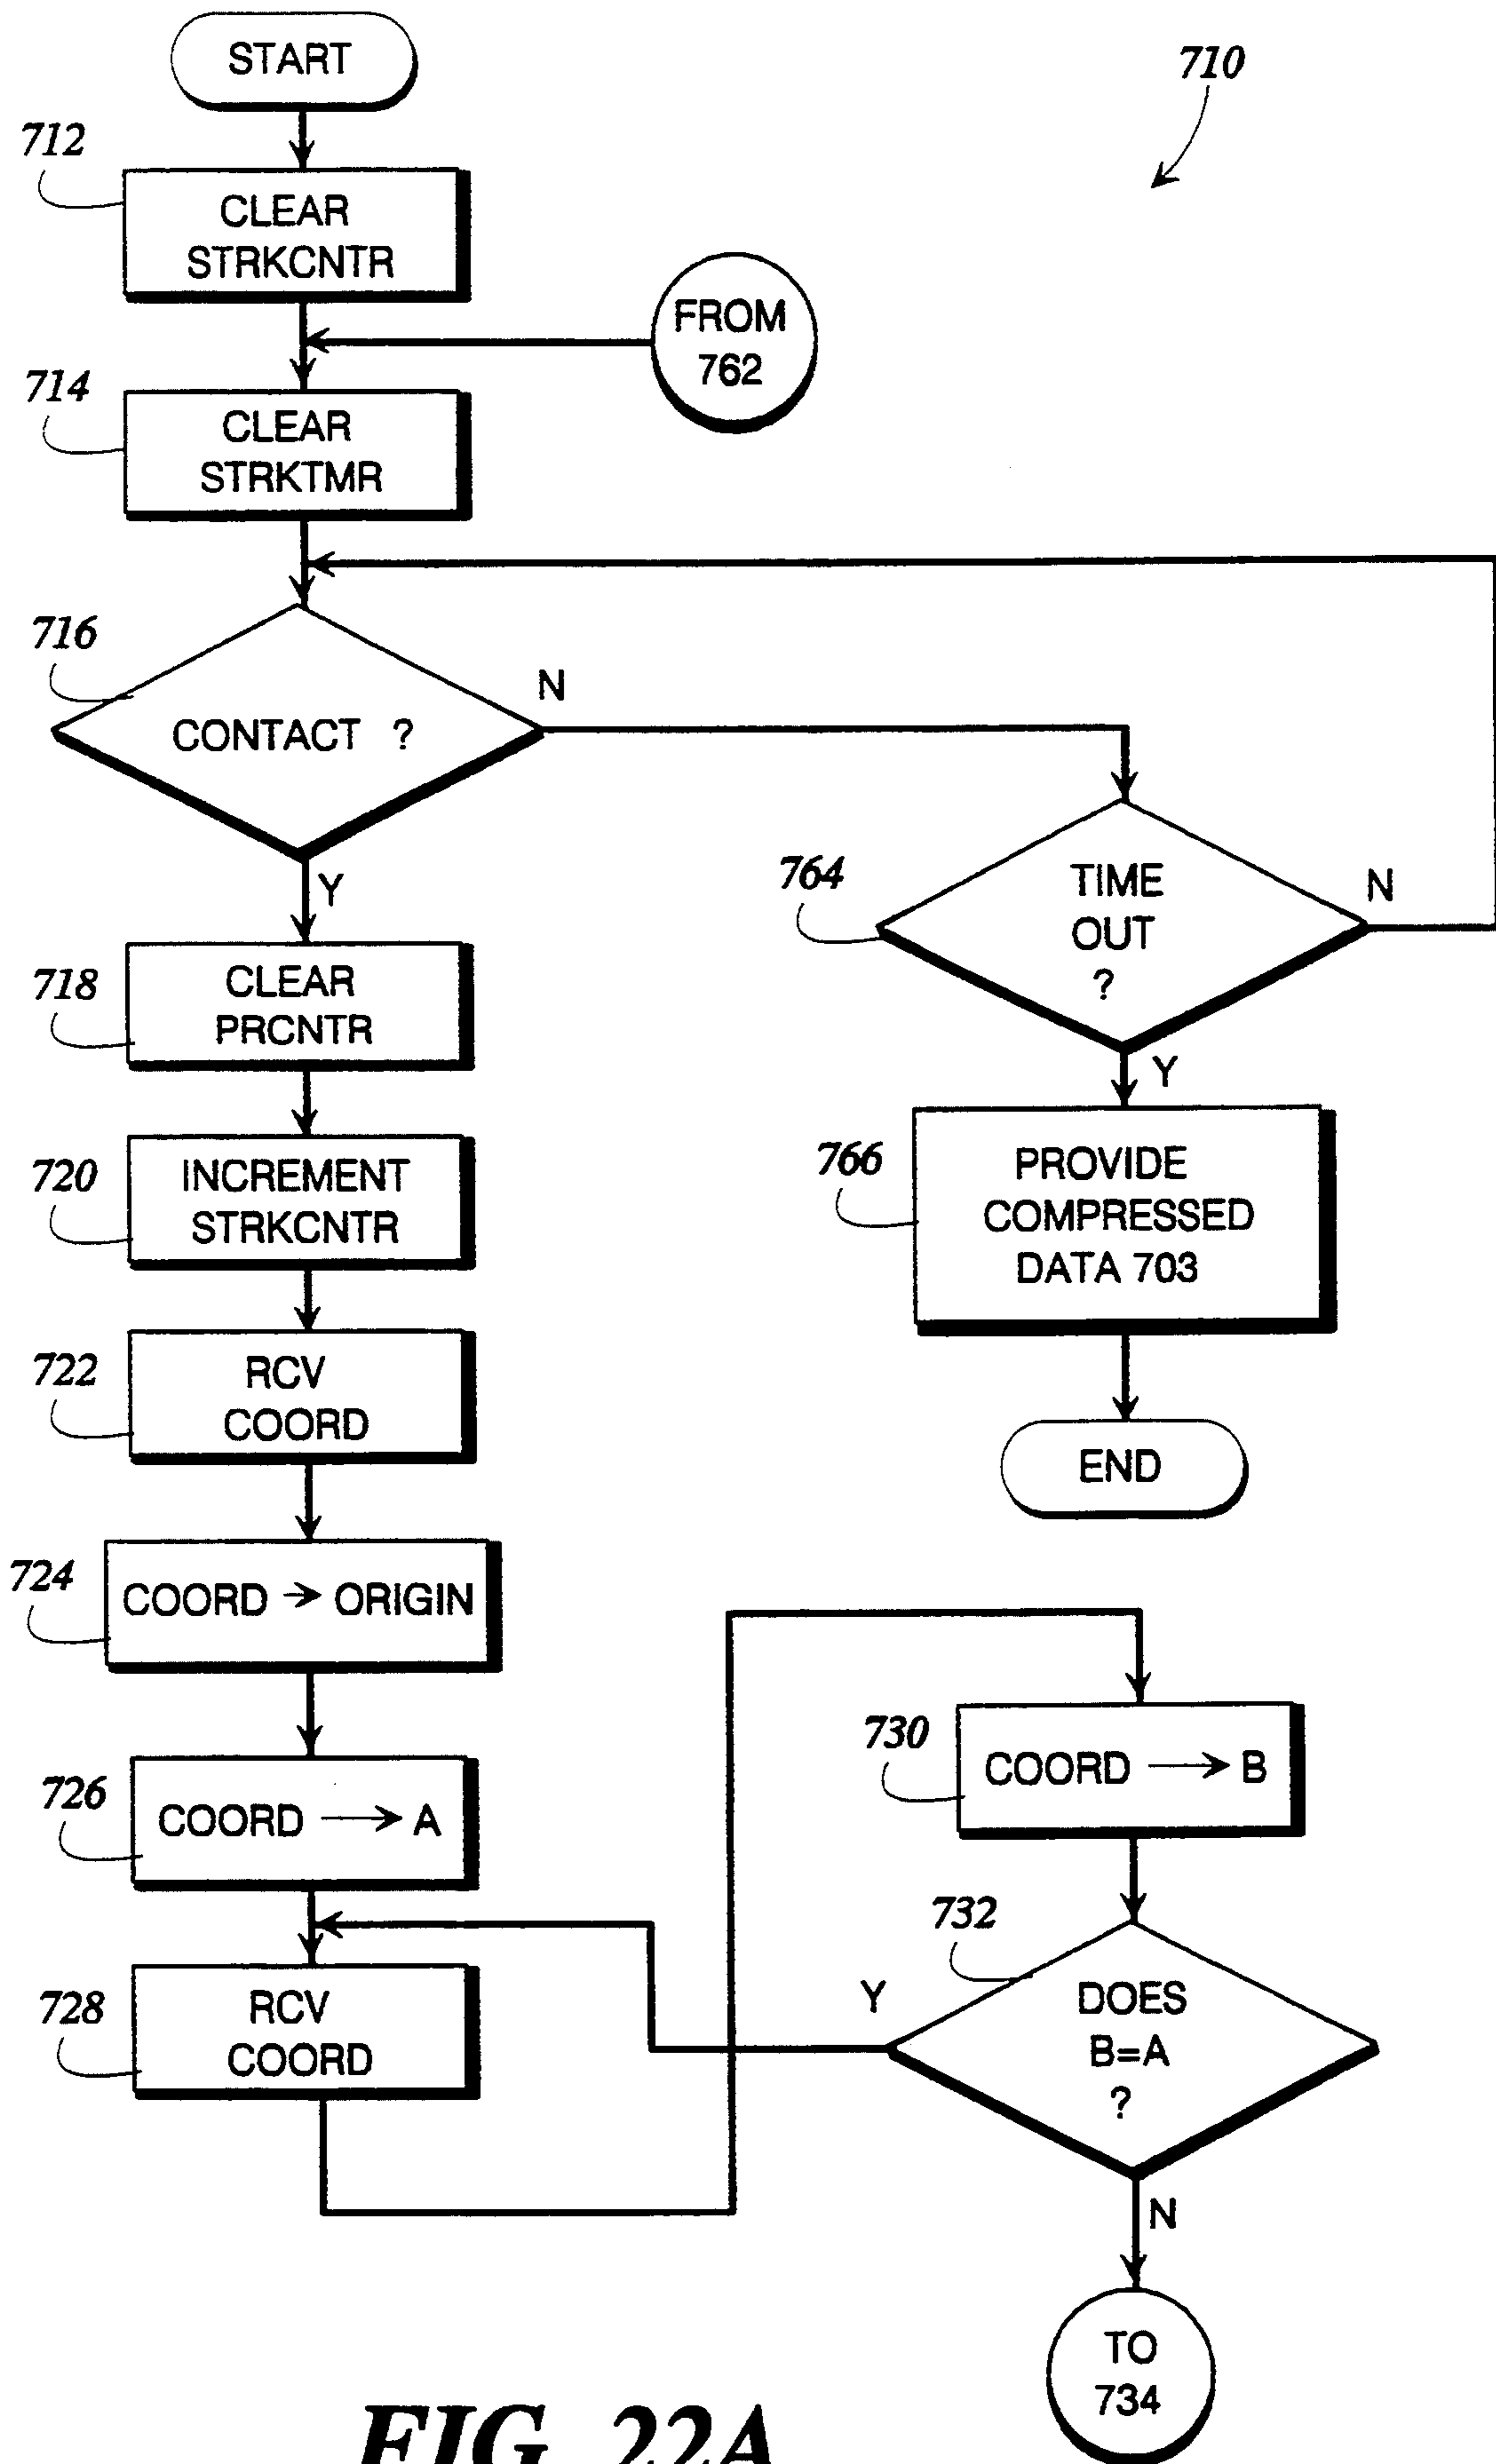 START
710
712
CLEAR
STRKCNTR
FROM
762
714
CLEAR
STRKTMR
716
CONTACT ?
N
Y
764
TIME
OUT
?
N
Y
718
CLEAR
PRCNTR
720
INCREMENT
STRKCNTR
766
PROVIDE
COMPRESSED
DATA 703
722
RCV
COORD
END
724
COORD → ORIGIN
726
COORD → A
730
COORD → B
728
RCV
COORD
732
DOES
B=A
?
Y
N
TO
734
FIG. 22A